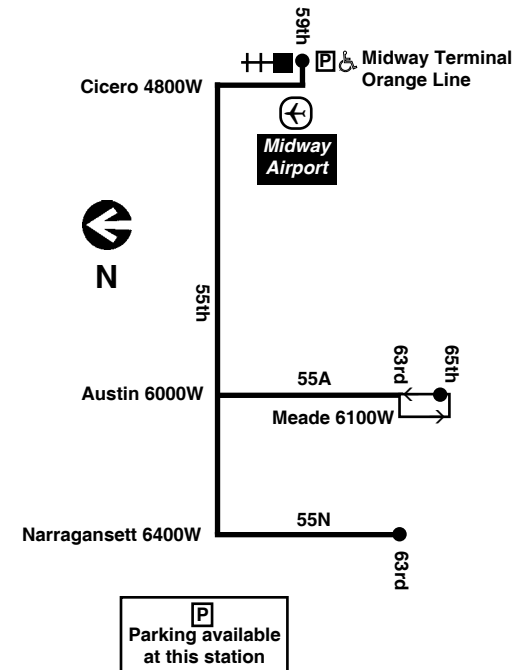 59th
P
Midway Terminal
Orange Line
Cicero 4800W
Midway
Airport
N
55th
63rd
65th
55A
Austin 6000W
Meade 6100W
55N
Narragansett 6400W
63rd
P
Parking available
at this station